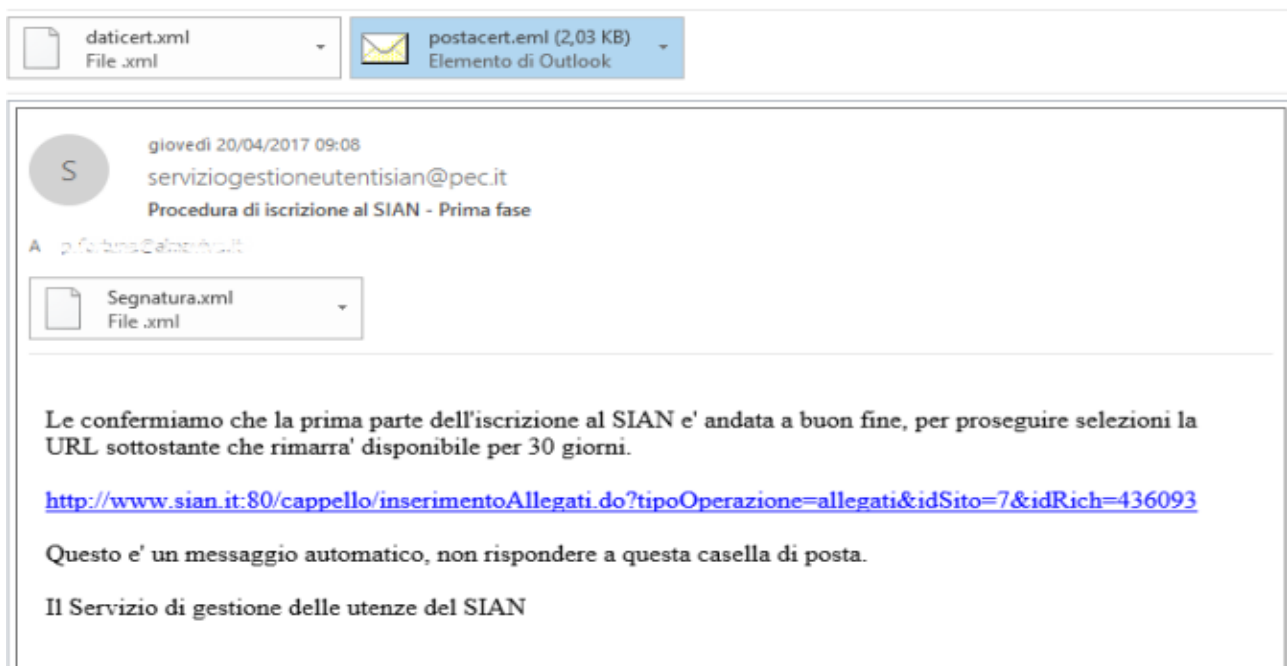 daticert.xml
File .xml
postacert.eml (2,03 KB)
Elemento di Outlook
giovedì 20/04/2017 09:08
S
serviziogestioneutentisian@pec.it
Procedura di iscrizione al SIAN - Prima fase
A
Segnatura.xml
File .xml
Le confermiamo che la prima parte dell'iscrizione al SIAN e' andata a buon fine, per proseguire selezioni la
URL sottostante che rimarra' disponibile per 30 giorni.
http://www.sian.it:80/cappello/inserimentoAllegati.do?tipoOperazione=allegati&idSito=7&idRich=436093
Questo e' un messaggio automatico, non rispondere a questa casella di posta.
Il Servizio di gestione delle utenze del SIAN